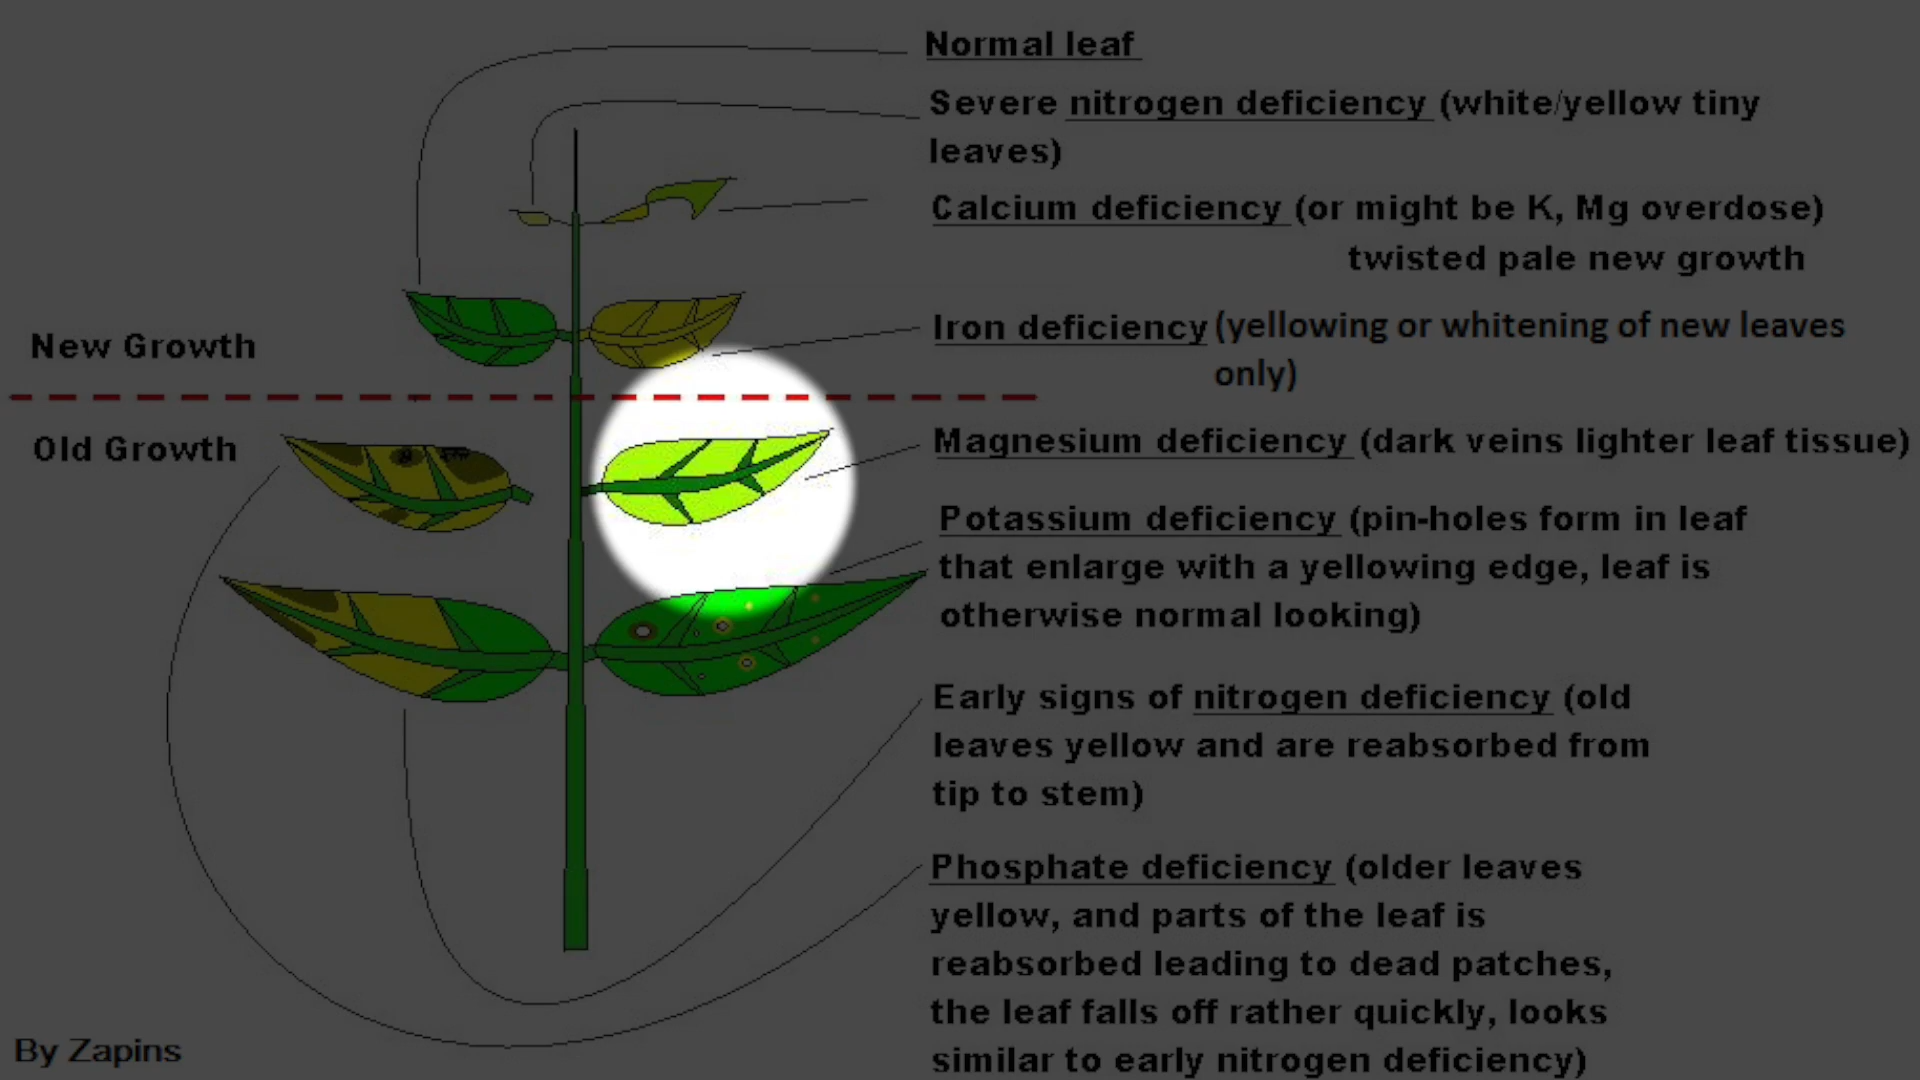 Normal leaf
Severe nitrogen deficiency (white/yellow tiny
leaves)
Calcium deficiency (or might be K, Mg overdose)
twisted pale new growth
Iron deficiency (yellowing or whitening of new leaves
only)
New Growth
Old Growth
Magnesium deficiency (dark veins lighter leaf tissue)
Potassium deficiency (pin-holes form in leaf
that enlarge with a yellowing edge, leaf is
otherwise normal looking)
Early signs of nitrogen deficiency (old
leaves yellow and are reabsorbed from
tip to stem)
Phosphate deficiency (older leaves
yellow, and parts of the leaf is
reabsorbed leading to dead patches,
the leaf falls off rather quickly, looks
similar to early nitrogen deficiency)
By Zapins